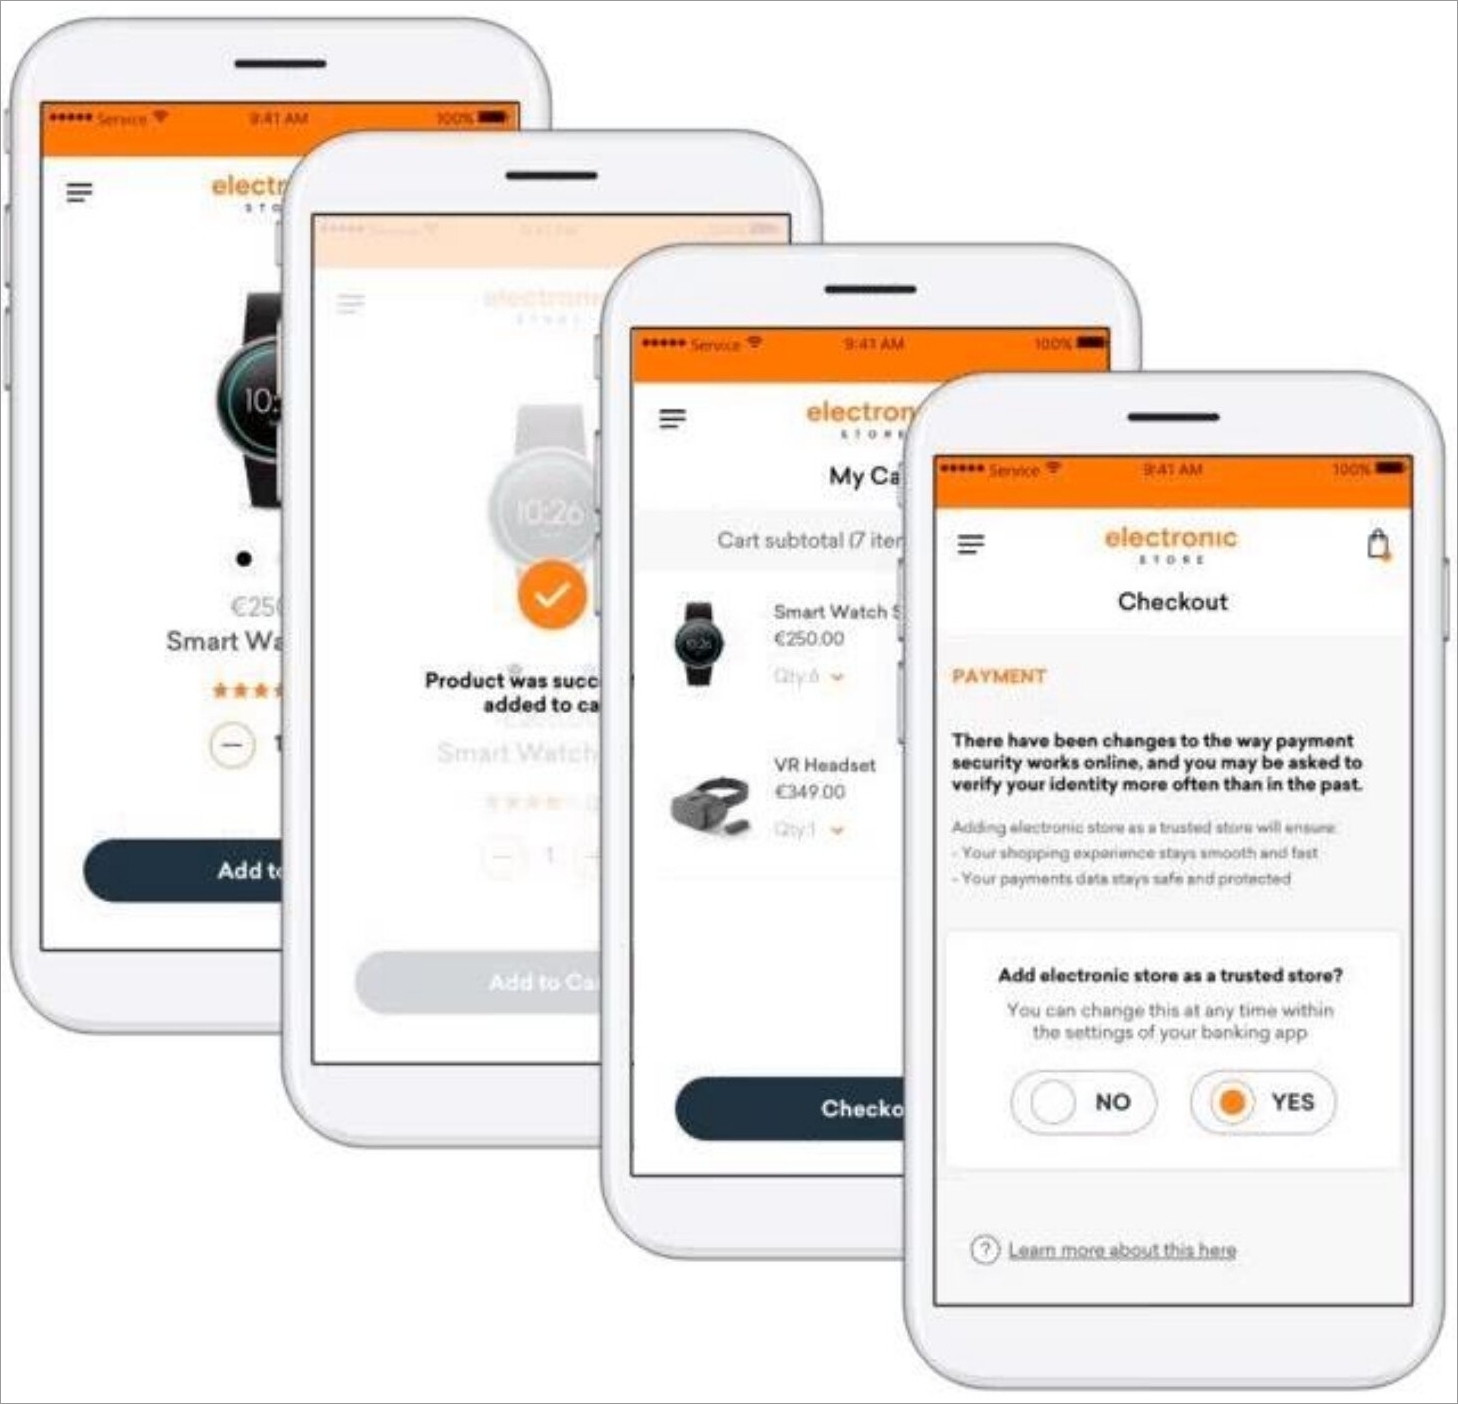 Service 9:41 AM 100%
electr
STO
10:
€25
Smart Wa
1
Add to
Service 9:41 AM 100%
electroni
STORE
10:26
Product was succ
added to ca
Smart Watch
1
Add to Ca
Service 9:41 AM 100%
electron
STORE
My Ca
Cart subtotal (7 iter
Smart Watch S
€250.00
Qty:6
10:26
VR Headset
€349.00
Qty:1
Checko
Service 9:41 AM 100%
electronic
STORE
Checkout
PAYMENT
There have been changes to the way payment
security works online, and you may be asked to
verify your identity more often than in the past.
Adding electronic store as a trusted store will ensure:
- Your shopping experience stays smooth and fast
- Your payments data stays safe and protected
Add electronic store as a trusted store?
You can change this at any time within
the settings of your banking app
NO
YES
? Learn more about this here